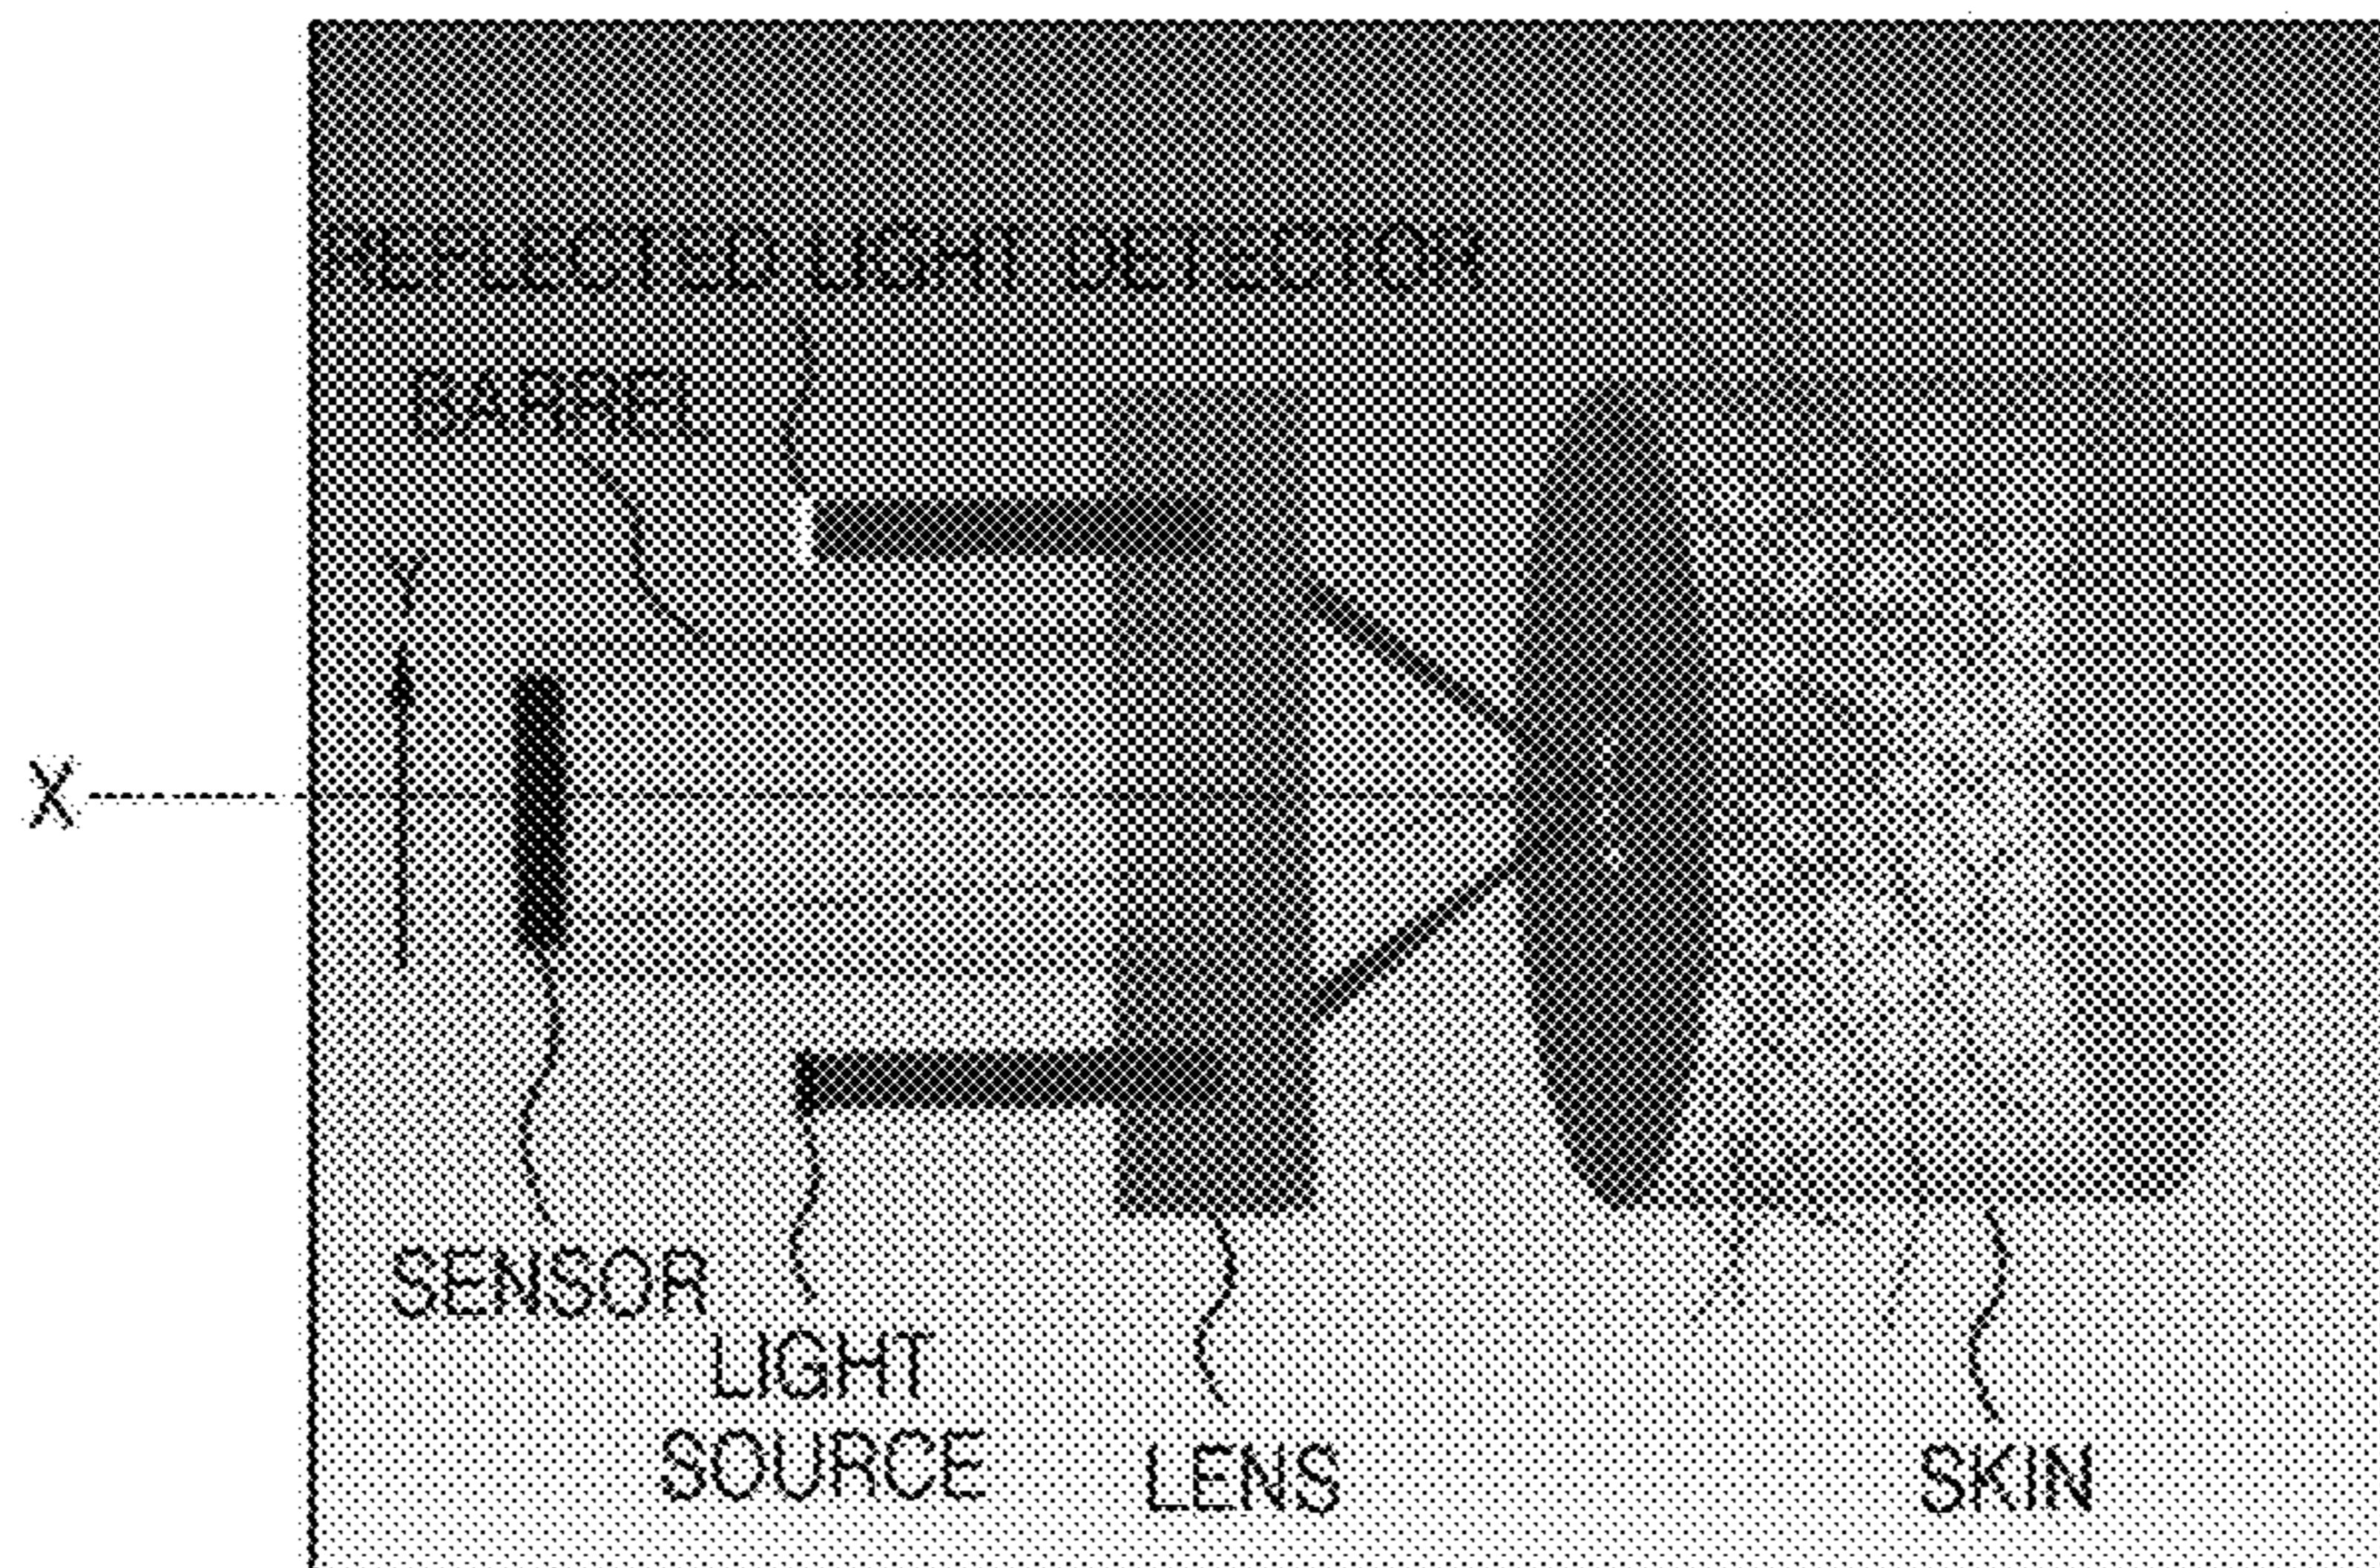 REFLECTED LIGHT DETECTOR
BARREL
Y
X
SENSOR
LIGHT
SOURCE
LENS
SKIN